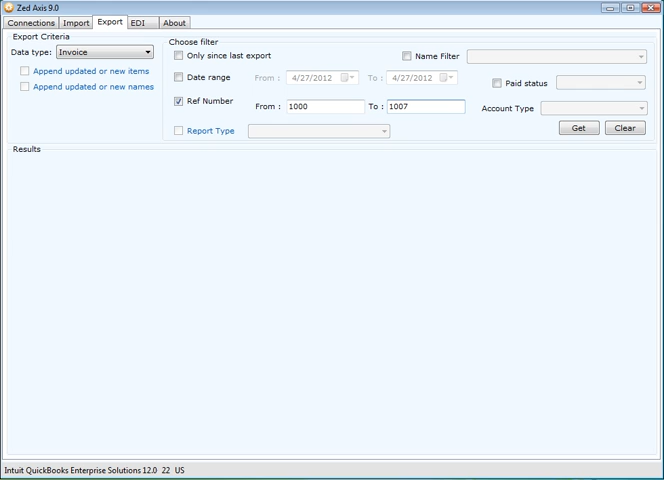 Zed Axis 9.0
Connections Import Export EDI About
Export Criteria
Data type: Invoice
Append updated or new items
Append updated or new names
Choose filter
Only since last export
Name Filter
Date range From : 4/27/2012 To : 4/27/2012
Paid status
Ref Number From : 1000 To : 1007
Account Type
Report Type
Get Clear
Results
Intuit QuickBooks Enterprise Solutions 12.0 22 US